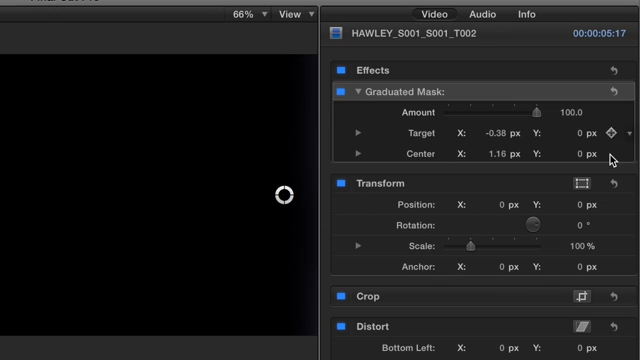 66% View
Video Audio Info
HAWLEY_S001_S001_T002 00:00:05:17
Effects
Graduated Mask:
Amount 100.0
Target X: -0.38 px Y: 0 px
Center X: 1.16 px Y: 0 px
Transform
Position: X: 0 px Y: 0 px
Rotation: 0 °
Scale: 100 %
Anchor: X: 0 px Y: 0 px
Crop
Distort
Bottom Left: X: 0 px Y: 0 px